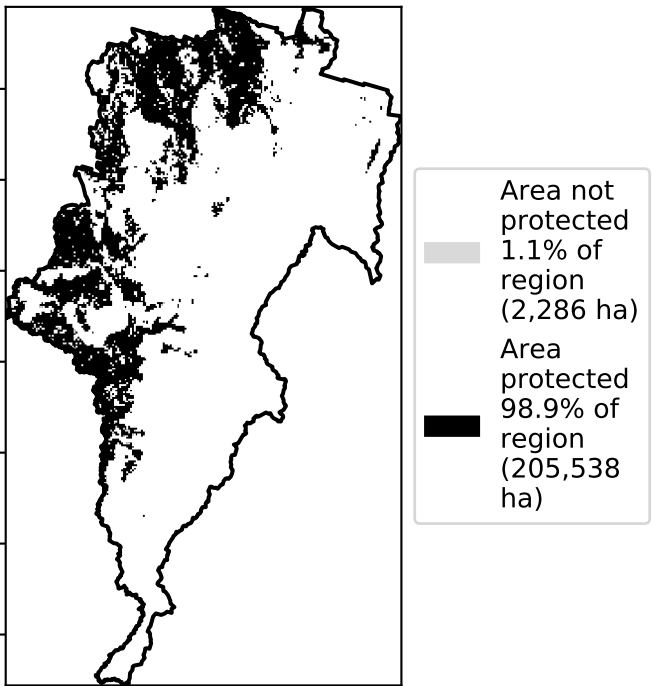 Area not
protected
1.1% of
region
(2,286 ha)
Area
protected
98.9% of
region
(205,538
ha)